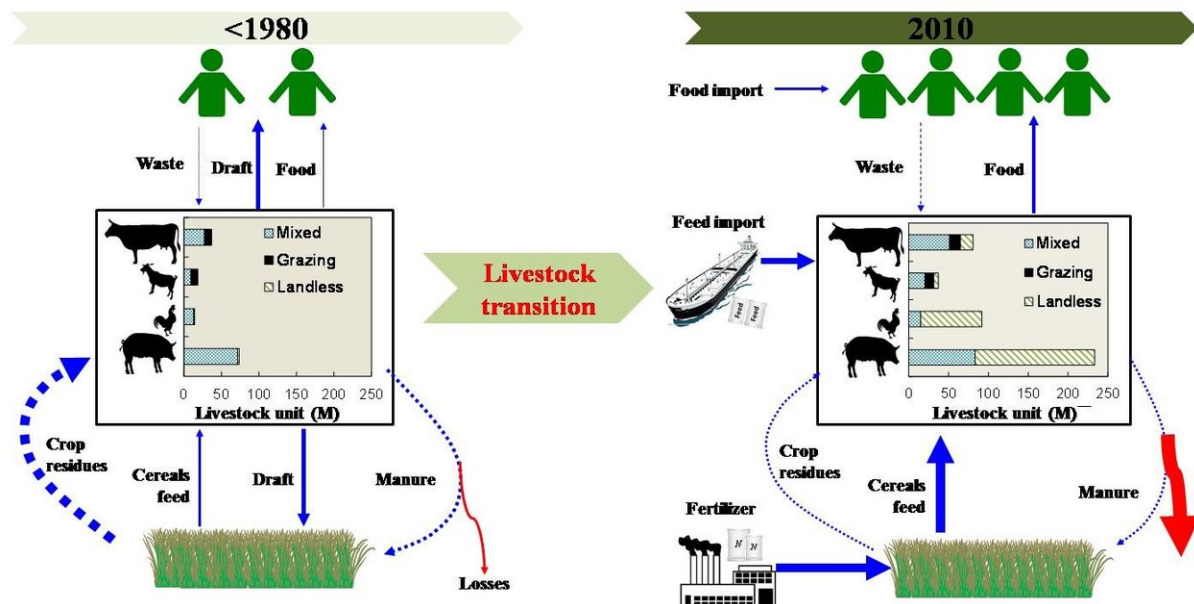 <1980
Waste
Draft
Food
Mixed
Grazing
Landless
0 50 100 150 200 250
Livestock unit (M)
Crop
residues
Cereals
feed
Draft
Manure
Losses
Livestock
transition
2010
Food import
Waste
Food
Feed import
Feed
Feed
Mixed
Grazing
Landless
0 50 100 150 200 250
Livestock unit (M)
Crop
residues
Cereals
feed
Manure
Fertilizer
N
N